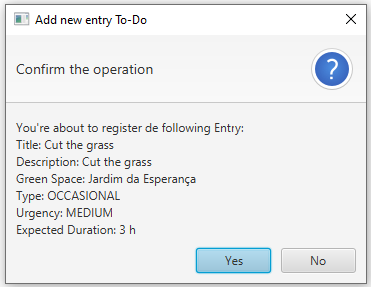 Add new entry To-Do
Confirm the operation
?
You're about to register de following Entry:
Title: Cut the grass
Description: Cut the grass
Green Space: Jardim da Esperança
Type: OCCASIONAL
Urgency: MEDIUM
Expected Duration: 3 h
Yes
No